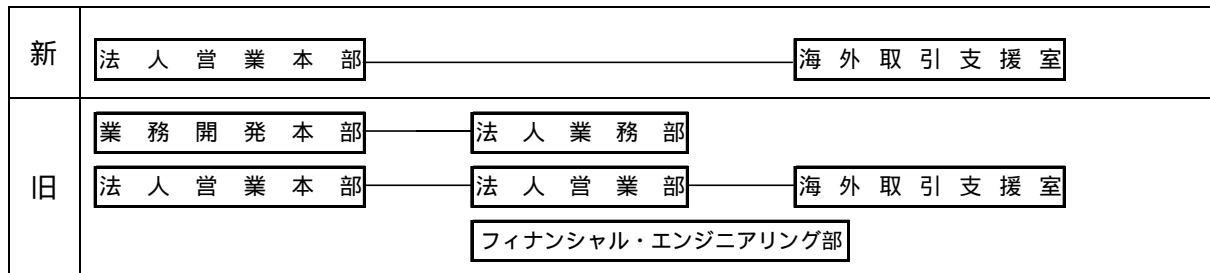 新
法人営業本部 海外取引支援室
旧
業務開発本部 法人業務部
法人営業本部 法人営業部 海外取引支援室
フィナンシャル・エンジニアリング部